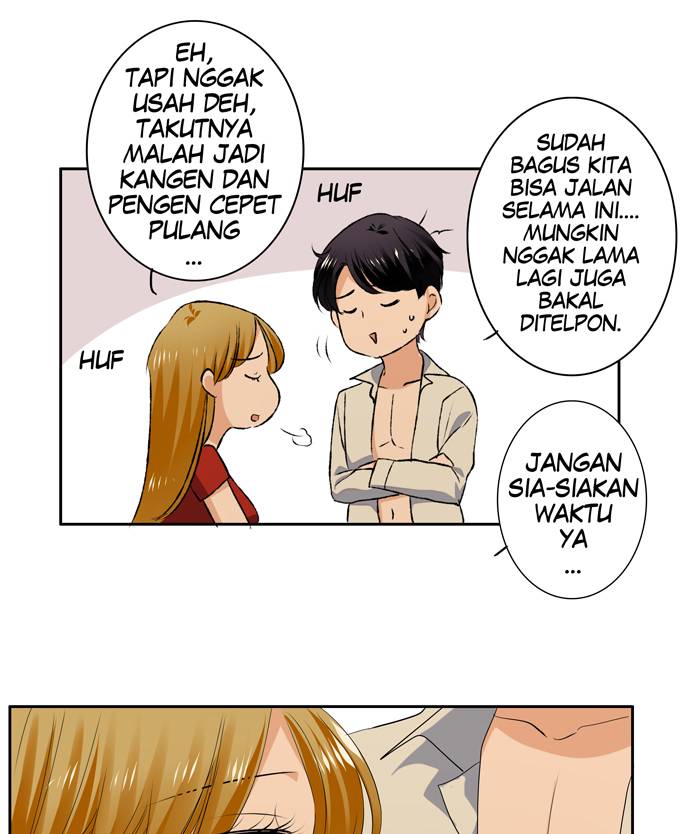 EH,
TAPI NGGAK
USAH DEH,
TAKUTNYA
MALAH JADI
KANGEN DAN
PENGEN CEPET
PULANG
...
HUF
SUDAH
BAGUS KITA
BISA JALAN
SELAMA INI....
MUNGKIN
NGGAK LAMA
LAGI JUGA
BAKAL
DITELPON.
HUF
JANGAN
SIA-SIAKAN
WAKTU
YA
...